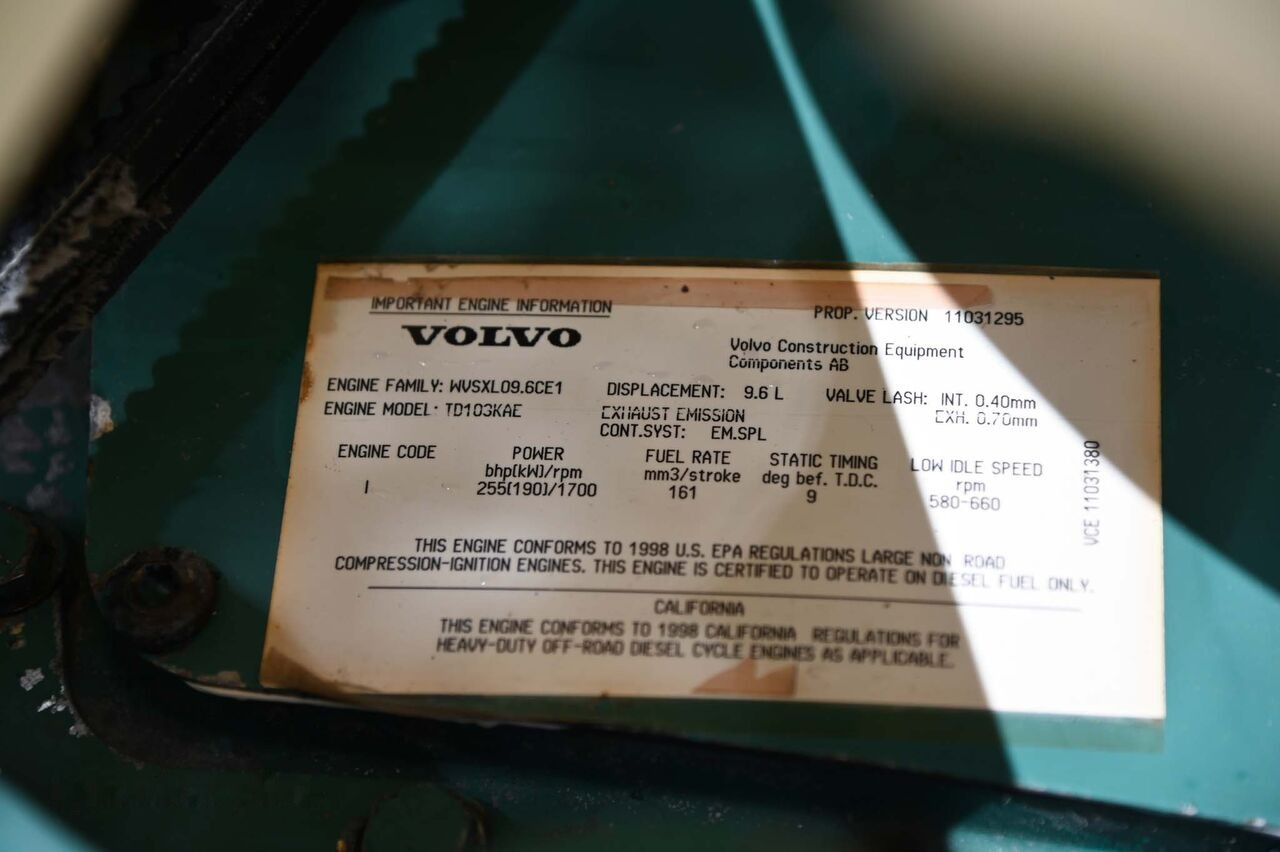 IMPORTANT ENGINE INFORMATION
PROP. VERSION 11031295
VOLVO
Volvo Construction Equipment
Components AB
ENGINE FAMILY: WVSXL09.6CE1
DISPLACEMENT: 9.6 L
VALVE LASH: INT. 0.40mm
EXH. 0.70mm
ENGINE MODEL: TD103KAE
EXHAUST EMISSION
CONT.SYST: EM.SPL
ENGINE CODE
I
POWER
bhp(kW)/rpm
255(190)/1700
FUEL RATE
mm3/stroke
161
STATIC TIMING
deg bef. T.D.C.
9
LOW IDLE SPEED
rpm
580-660
VCE 11031380
THIS ENGINE CONFORMS TO 1998 U.S. EPA REGULATIONS LARGE NON ROAD
COMPRESSION-IGNITION ENGINES. THIS ENGINE IS CERTIFIED TO OPERATE ON DIESEL FUEL ONLY.
CALIFORNIA
THIS ENGINE CONFORMS TO 1998 CALIFORNIA REGULATIONS FOR
HEAVY-DUTY OFF-ROAD DIESEL CYCLE ENGINES AS APPLICABLE.